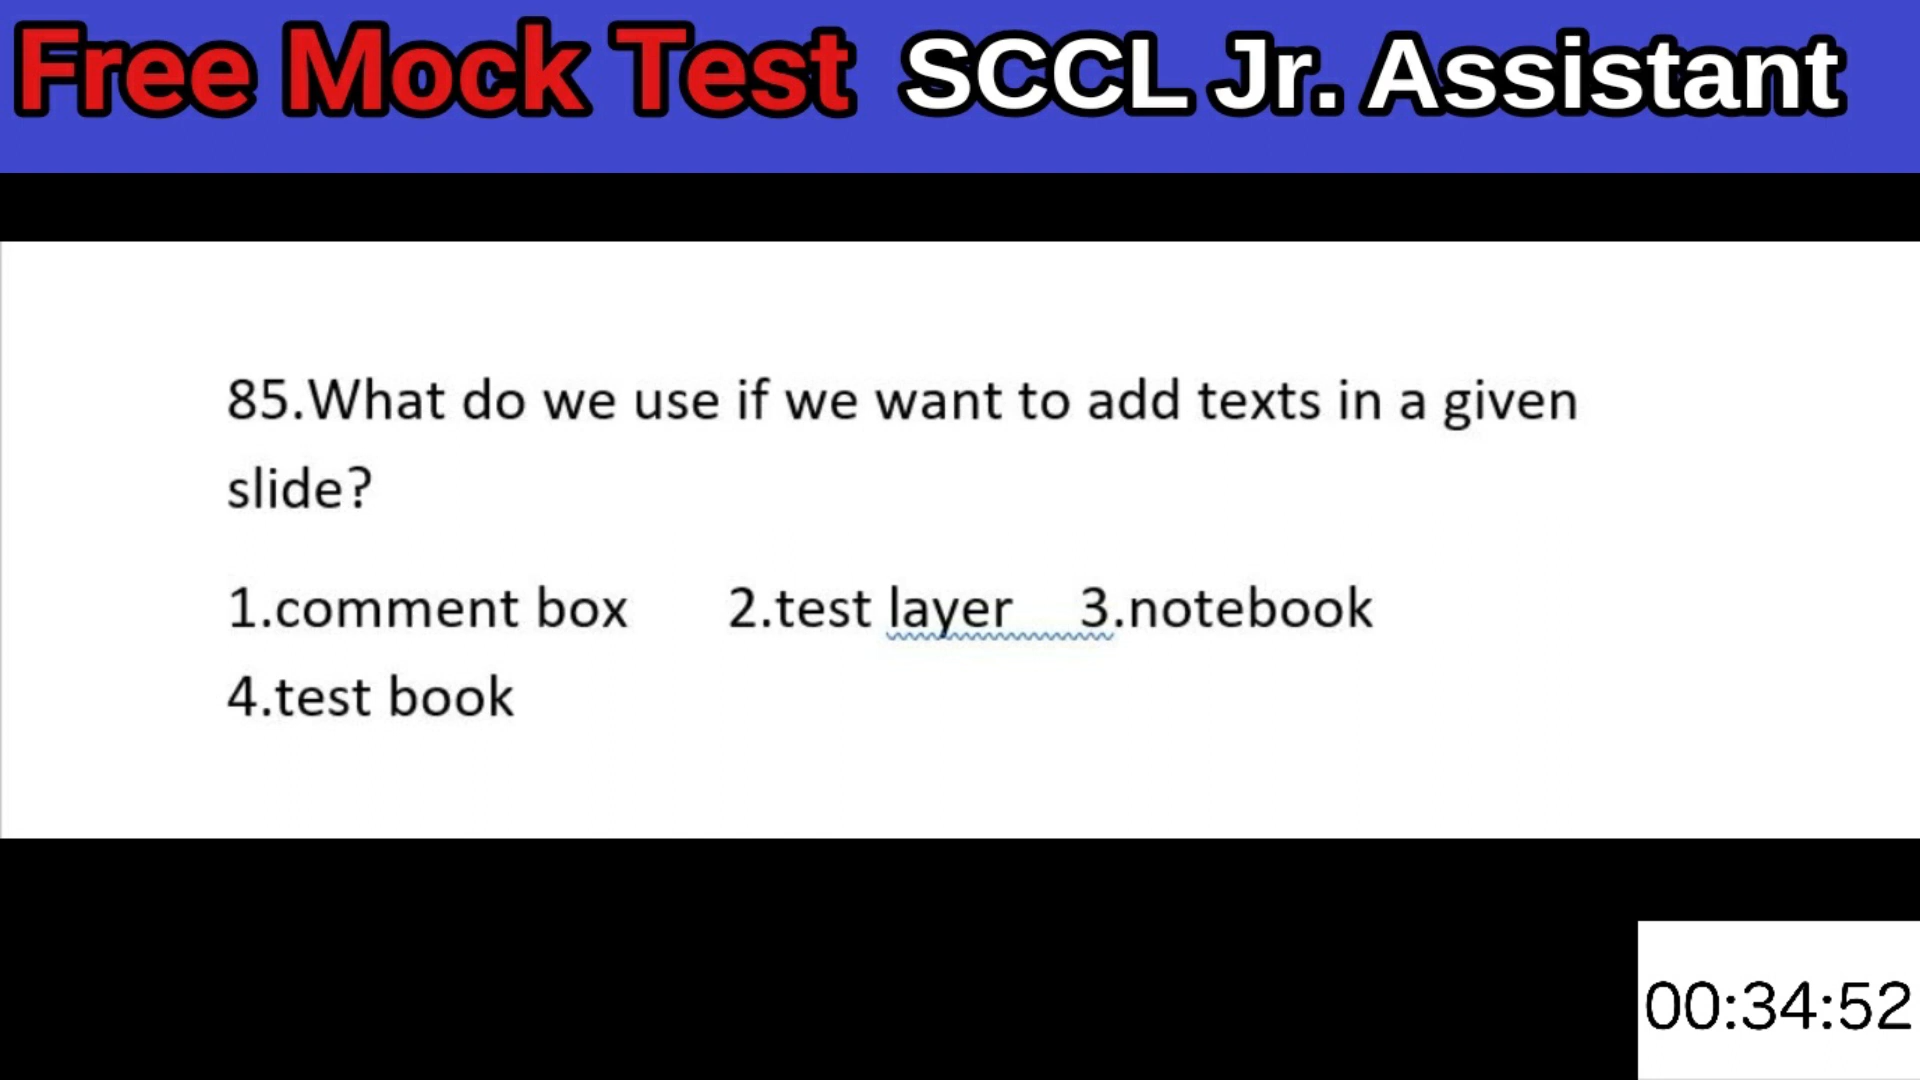 Free Mock Test SCCL Jr. Assistant
85.What do we use if we want to add texts in a given
slide?
1.comment box 2.test layer 3.notebook
4.test book
00:34:52